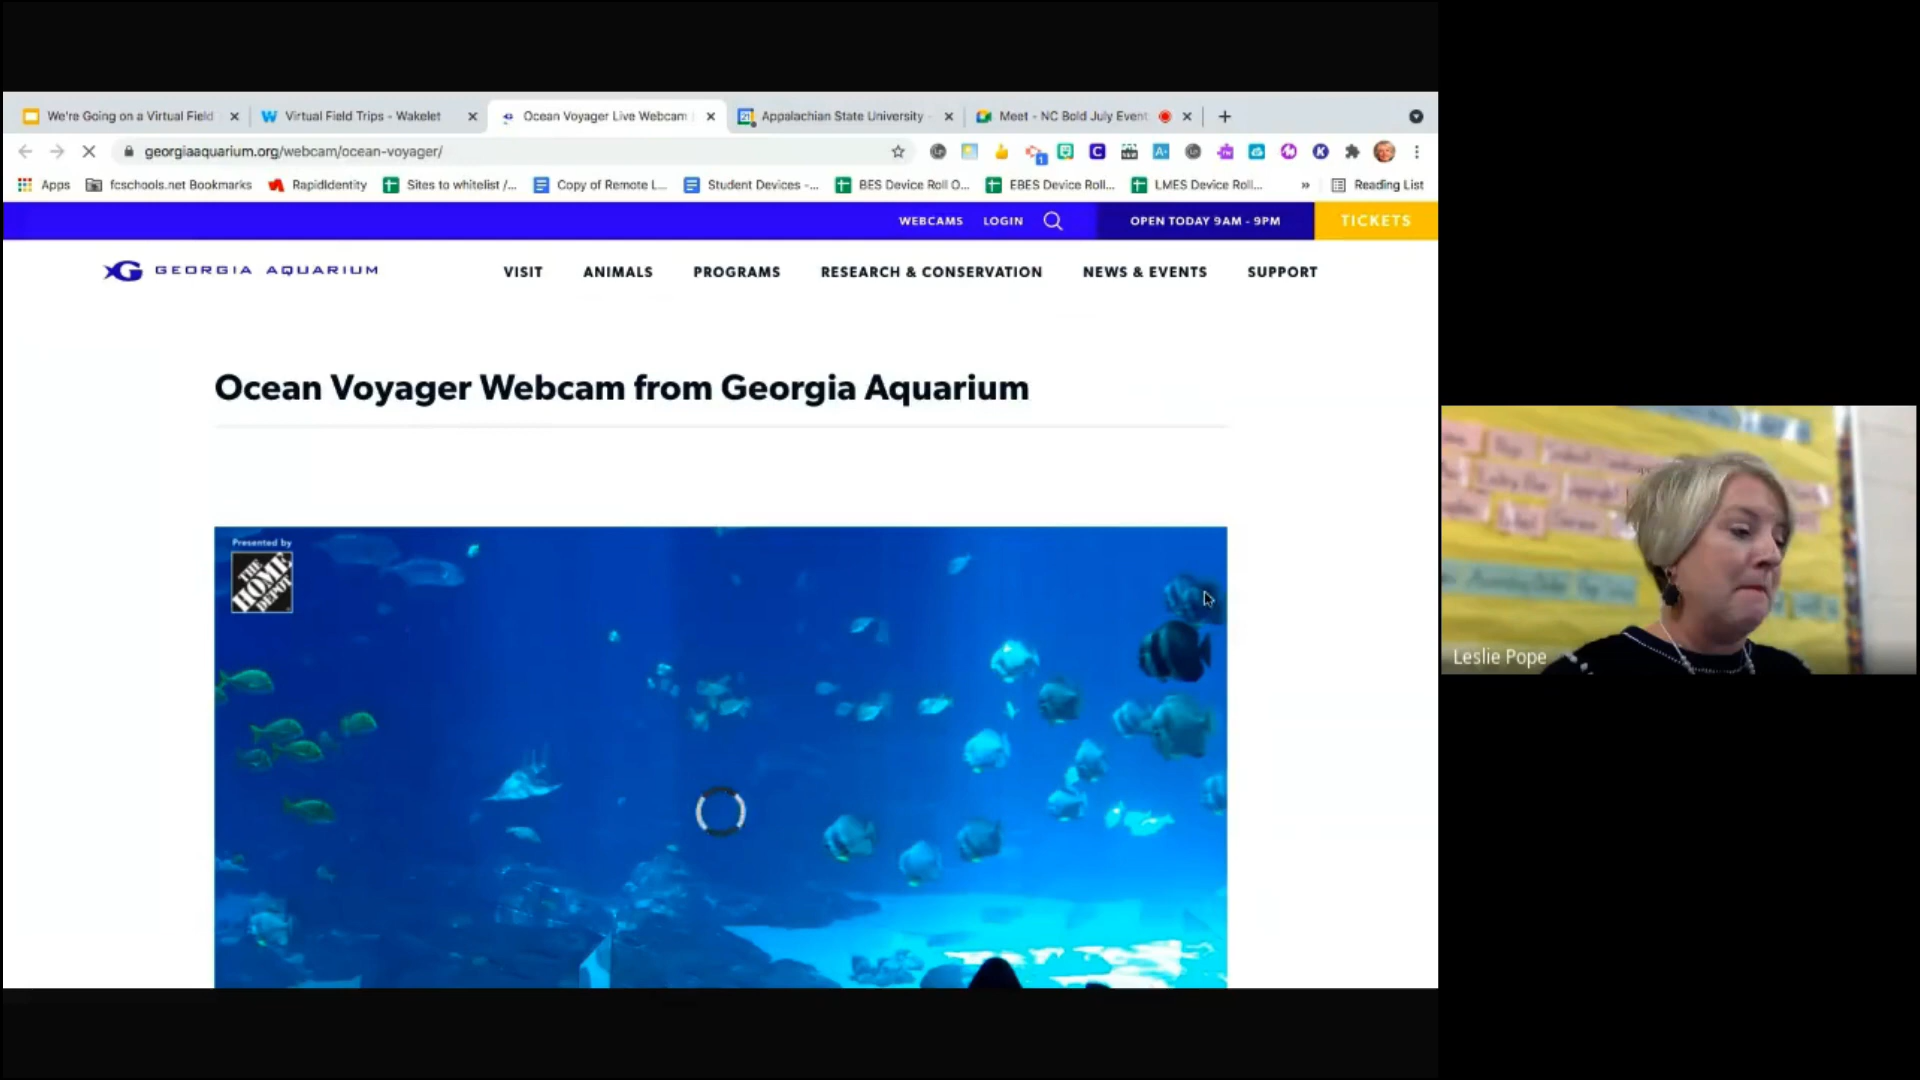 We're Going on a Virtual Field
Virtual Field Trips - Wakelet
Ocean Voyager Live Webcam
Appalachian State University -
Meet - NC Bold July Event
georgiaaquarium.org/webcam/ocean-voyager/
Apps
fcschools.net Bookmarks
RapidIdentity
Sites to whitelist /...
Copy of Remote L...
Student Devices -...
BES Device Roll O...
EBES Device Roll...
LMES Device Roll...
»
Reading List
WEBCAMS
LOGIN
OPEN TODAY 9AM - 9PM
TICKETS
GEORGIA AQUARIUM
VISIT
ANIMALS
PROGRAMS
RESEARCH & CONSERVATION
NEWS & EVENTS
SUPPORT
Ocean Voyager Webcam from Georgia Aquarium
Presented by
THE
HOME
DEPOT
Leslie Pope